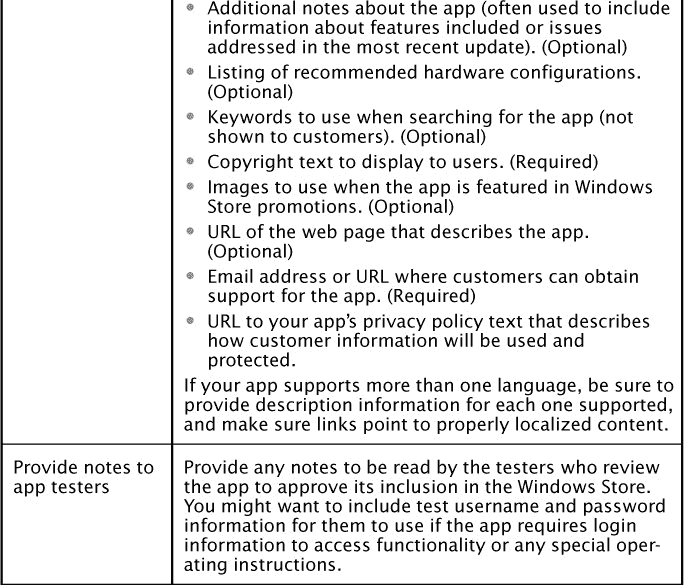 • Additional notes about the app (often used to include
information about features included or issues
addressed in the most recent update). (Optional)
• Listing of recommended hardware configurations.
(Optional)
• Keywords to use when searching for the app (not
shown to customers). (Optional)
• Copyright text to display to users. (Required)
• Images to use when the app is featured in Windows
Store promotions. (Optional)
• URL of the web page that describes the app.
(Optional)
• Email address or URL where customers can obtain
support for the app. (Required)
• URL to your app’s privacy policy text that describes
how customer information will be used and
protected.
If your app supports more than one language, be sure to
provide description information for each one supported,
and make sure links point to properly localized content.
Provide notes to
app testers
Provide any notes to be read by the testers who review
the app to approve its inclusion in the Windows Store.
You might want to include test username and password
information for them to use if the app requires login
information to access functionality or any special oper-
ating instructions.